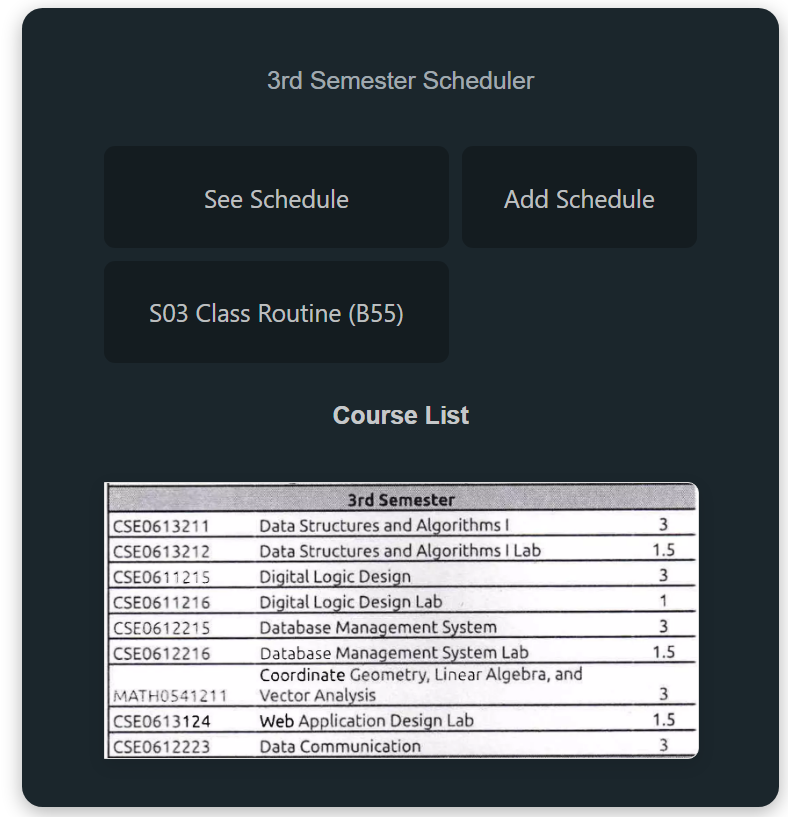 3rd Semester Scheduler
See Schedule
Add Schedule
S03 Class Routine (B55)
Course List
3rd Semester
CSE0613211 Data Structures and Algorithms I 3
CSE0613212 Data Structures and Algorithms I Lab 1.5
CSE0611215 Digital Logic Design 3
CSE0611216 Digital Logic Design Lab 1
CSE0612215 Database Management System 3
CSE0612216 Database Management System Lab 1.5
Coordinate Geometry, Linear Algebra, and
MATH0541211 Vector Analysis 3
CSE0613124 Web Application Design Lab 1.5
CSE0612223 Data Communication 3